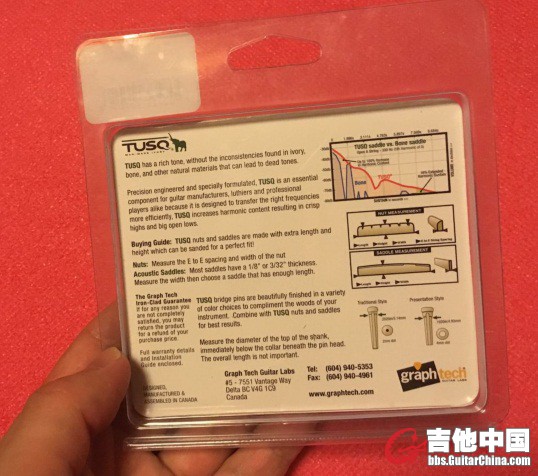 TUSQ
MAN-MADE IVORY
TUSQ has a rich tone, without the inconsistencies found in ivory,
bone, and other natural materials that can lead to dead tones.
Precision engineered and specially formulated, TUSQ is an essential
component for guitar manufacturers, luthiers and professional
players alike because it is designed to transfer the right frequencies
more efficiently. TUSQ increases harmonic content resulting in crisp
highs and big open lows.
Buying Guide: TUSQ nuts and saddles are made with extra length and
height which can be sanded for a perfect fit!
Nuts: Measure the E to E spacing and width of the nut
Acoustic Saddles: Most saddles have a 1/8" or 3/32" thickness.
Measure the width then choose a saddle that has enough length.
The Graph Tech
Iron-Clad Guarantee
If for any reason you
are not completely
satisfied, you may
return the product
for a refund of your
purchase price.
Full warranty details
and Installation
Guide enclosed.
TUSQ bridge pins are beautifully finished in a variety
of color choices to compliment the woods of your
instrument. Combine with TUSQ nuts and saddles
for best results.
Measure the diameter of the top of the shank,
immediately below the collar beneath the pin head.
The overall length is not important.
DESIGNED,
MANUFACTURED &
ASSEMBLED IN CANADA
Graph Tech Guitar Labs
#5 - 7551 Vantage Way
Delta BC V4G 1C9
Canada
Tel: (604) 940-5353
Fax: (604) 940-4961
www.graphtech.com
TUSQ saddle vs. Bone saddle
Bone
TUSQ
NUT MEASUREMENT
SADDLE MEASUREMENT
Traditional Style
Presentation Style
graphtech
GUITAR LABS
吉他中国
bbs.GuitarChina.com